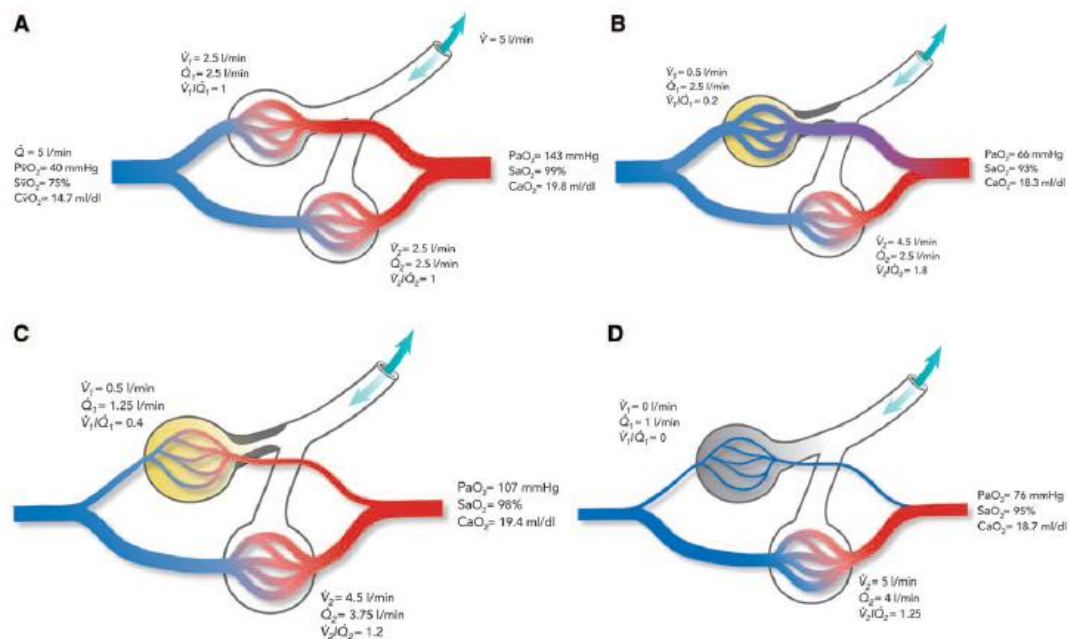 A
V̇ = 5 l/min
V̇₁ = 2.5 l/min
Q̇₁ = 2.5 l/min
V̇₁/Q̇₁ = 1
Q̇ = 5 l/min
Pv̄O₂= 40 mmHg
Sv̄O₂= 75%
Cv̄O₂= 14.7 ml/dl
PaO₂= 143 mmHg
SaO₂= 99%
CaO₂= 19.8 ml/dl
V̇₂ = 2.5 l/min
Q̇₂ = 2.5 l/min
V̇₂/Q̇₂ = 1
B
V̇₁ = 0.5 l/min
Q̇₁ = 2.5 l/min
V̇₁/Q̇₁ = 0.2
PaO₂= 66 mmHg
SaO₂= 93%
CaO₂= 18.3 ml/dl
V̇₂ = 4.5 l/min
Q̇₂ = 2.5 l/min
V̇₂/Q̇₂ = 1.8
C
V̇₁ = 0.5 l/min
Q̇₁ = 1.25 l/min
V̇₁/Q̇₁ = 0.4
PaO₂= 107 mmHg
SaO₂= 98%
CaO₂= 19.4 ml/dl
V̇₂ = 4.5 l/min
Q̇₂ = 3.75 l/min
V̇₂/Q̇₂ = 1.2
D
V̇₁ = 0 l/min
Q̇₁ = 1 l/min
V̇₁/Q̇₁ = 0
PaO₂= 76 mmHg
SaO₂= 95%
CaO₂= 18.7 ml/dl
V̇₂ = 5 l/min
Q̇₂ = 4 l/min
V̇₂/Q̇₂ = 1.25